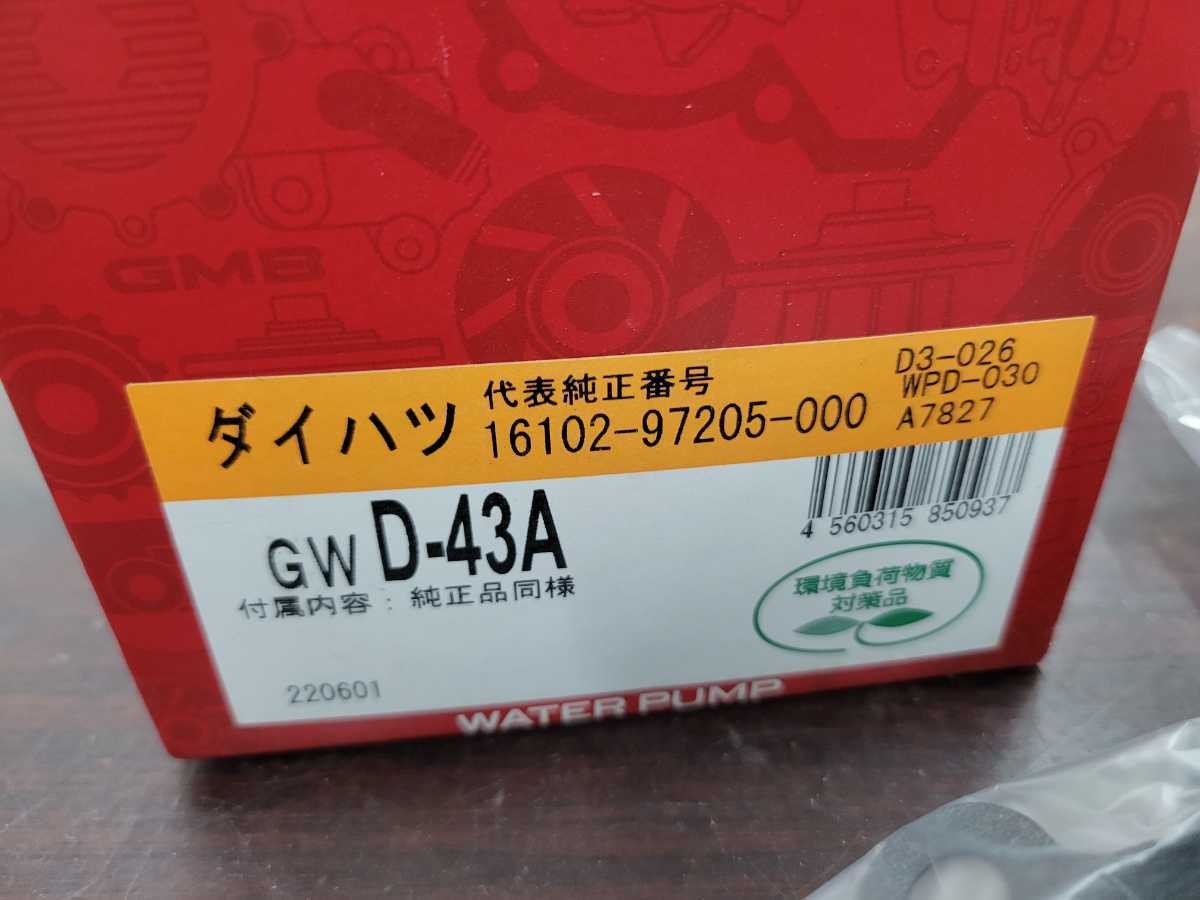 GMB
ダイハツ
代表純正番号
16102-97205-000
D3-026
WPD-030
A7827
GW D-43A
付属内容：純正品同様
4 560315 850937
環境負荷物質
対策品
220601
WATER PUMP